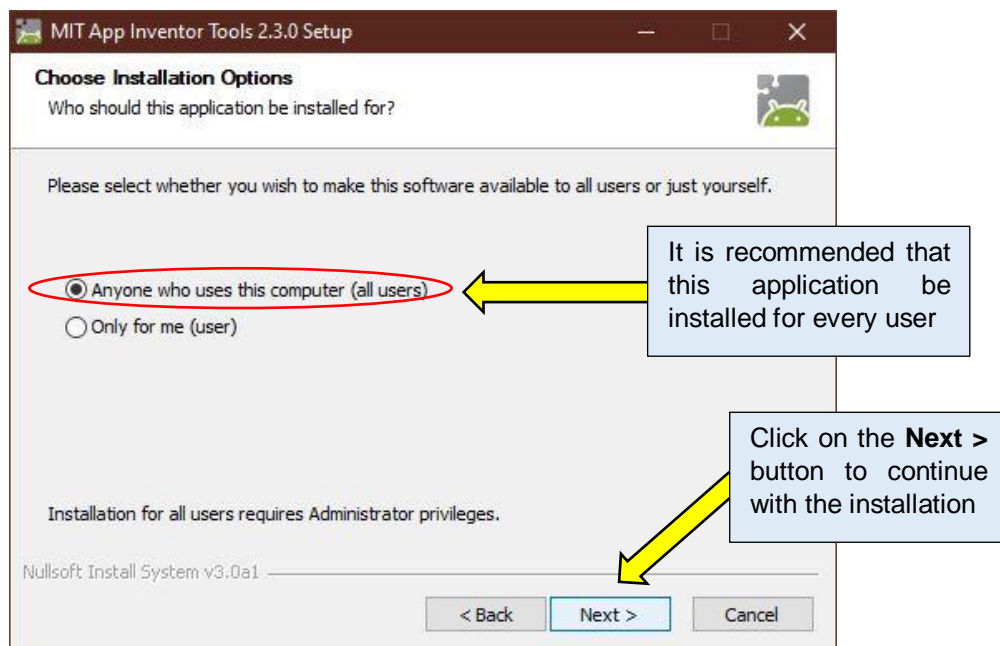 MIT App Inventor Tools 2.3.0 Setup
Choose Installation Options
Who should this application be installed for?
Please select whether you wish to make this software available to all users or just yourself.
It is recommended that
this application be
installed for every user
Anyone who uses this computer (all users)
Only for me (user)
Click on the Next >
button to continue
with the installation
Installation for all users requires Administrator privileges.
Nullsoft Install System v3.0a1
< Back
Next >
Cancel